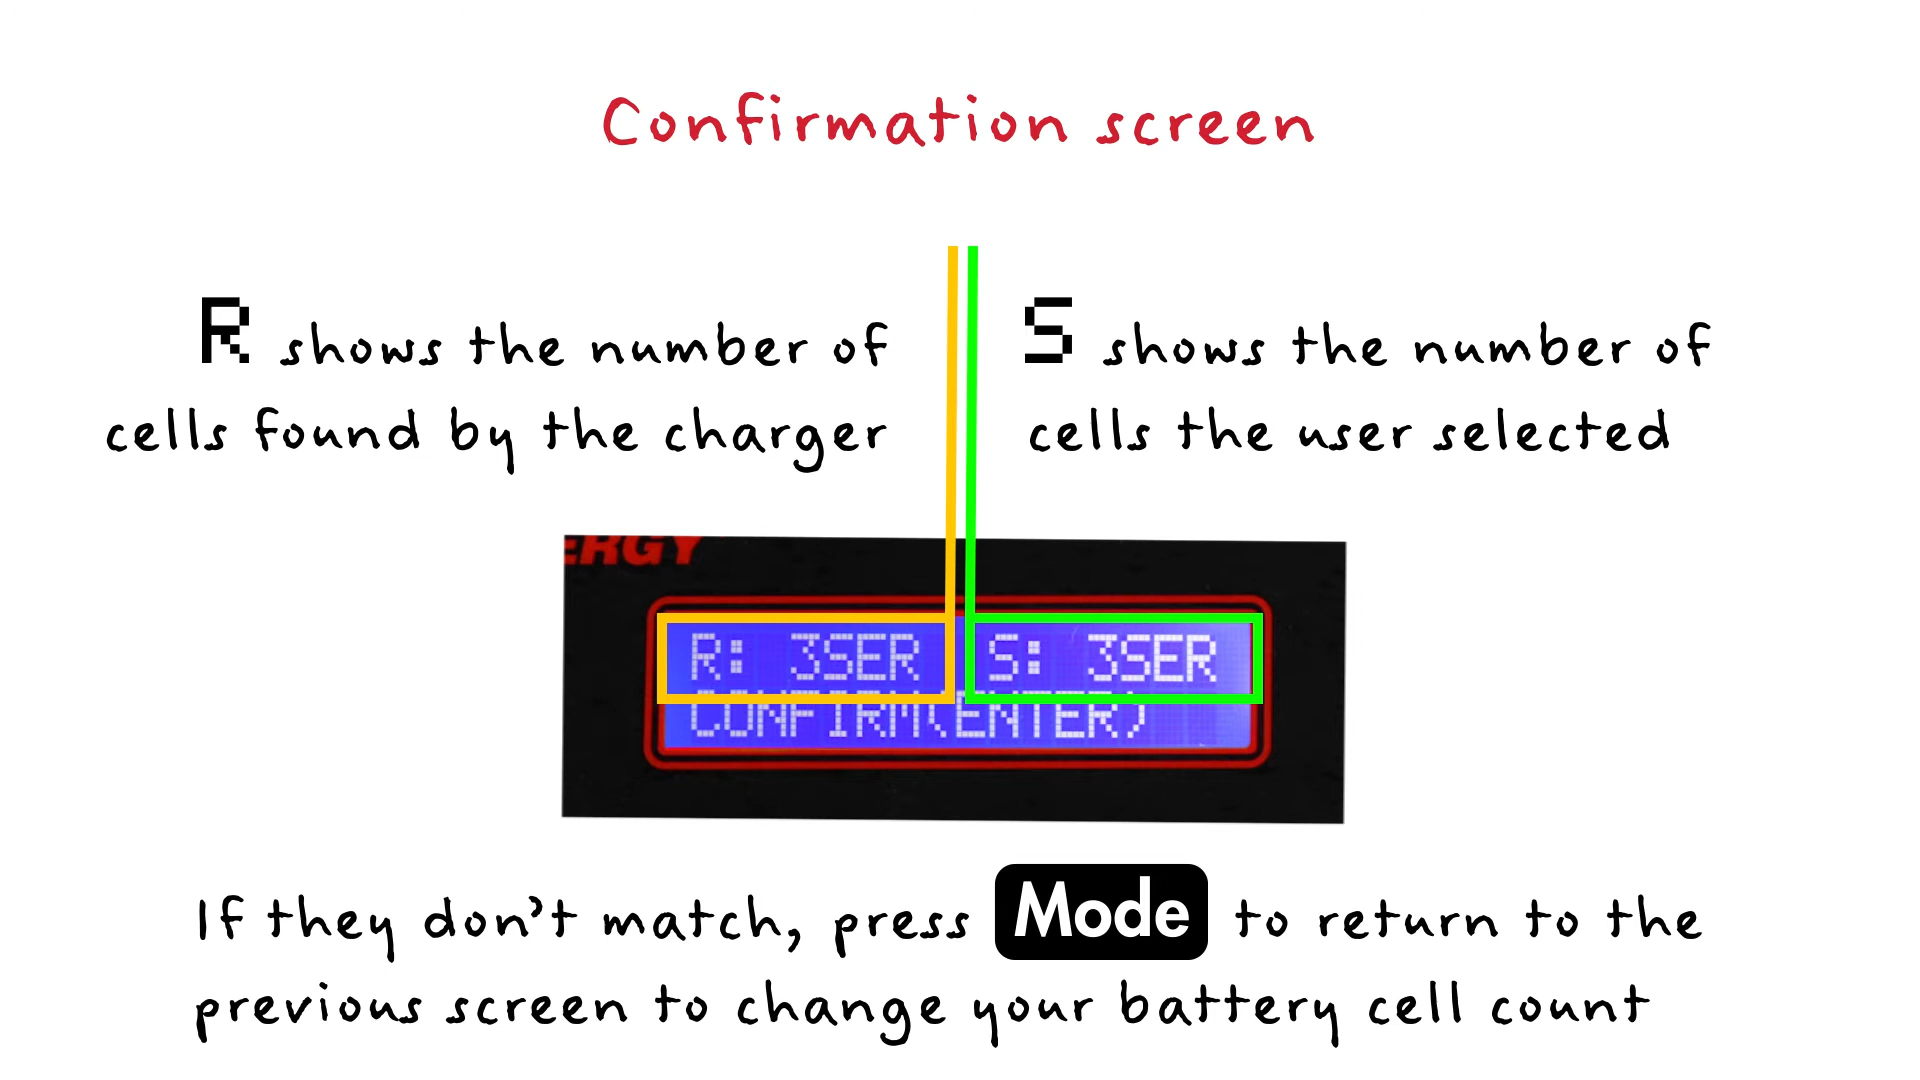 Confirmation screen
R shows the number of
cells found by the charger
S shows the number of
cells the user selected
ERGY
R: 3SER S: 3SER
CONFIRM(ENTER)
If they don't match, press Mode to return to the
previous screen to change your battery cell count